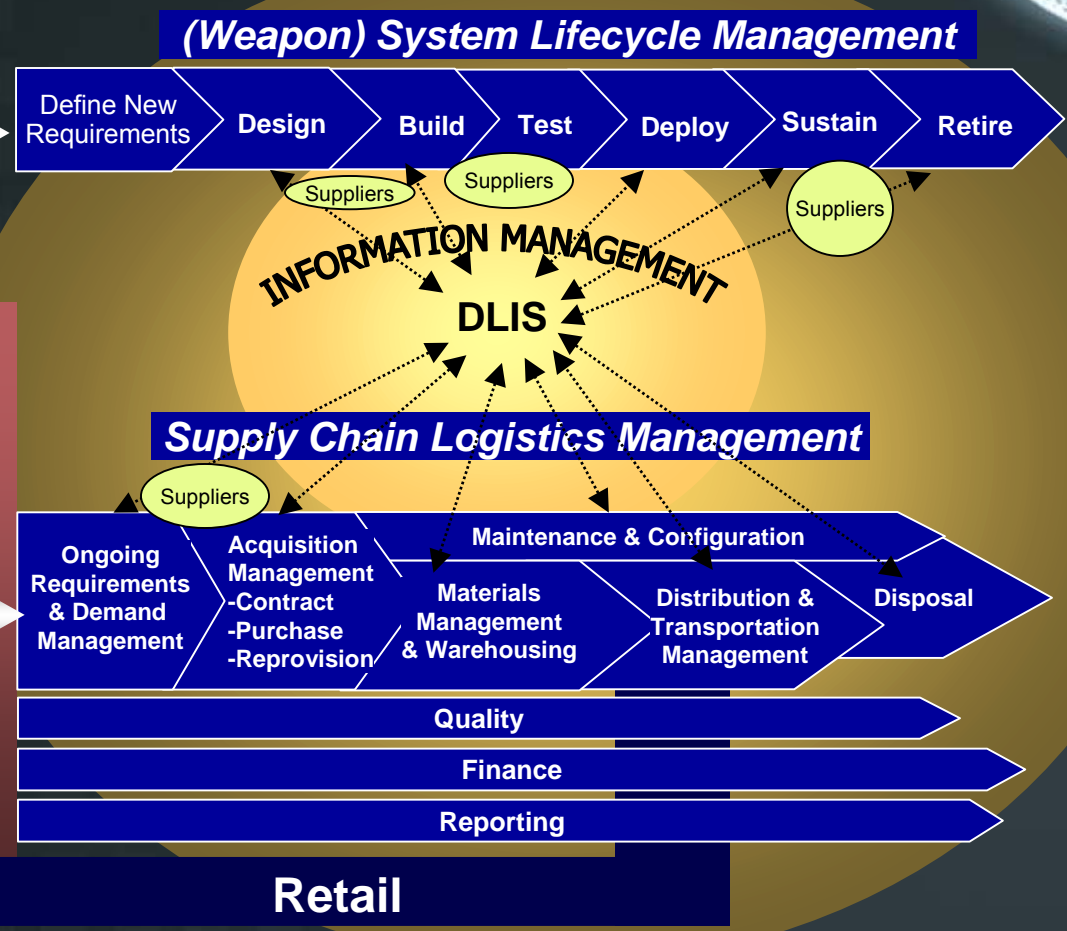 (Weapon) System Lifecycle Management
Define New
Requirements
Design
Build
Test
Deploy
Sustain
Retire
Suppliers
Suppliers
Suppliers
INFORMATION MANAGEMENT
DLIS
Supply Chain Logistics Management
Suppliers
Ongoing
Requirements
& Demand
Management
Acquisition
Management
-Contract
-Purchase
-Reprovision
Maintenance & Configuration
Materials
Management
& Warehousing
Distribution &
Transportation
Management
Disposal
Quality
Finance
Reporting
Retail